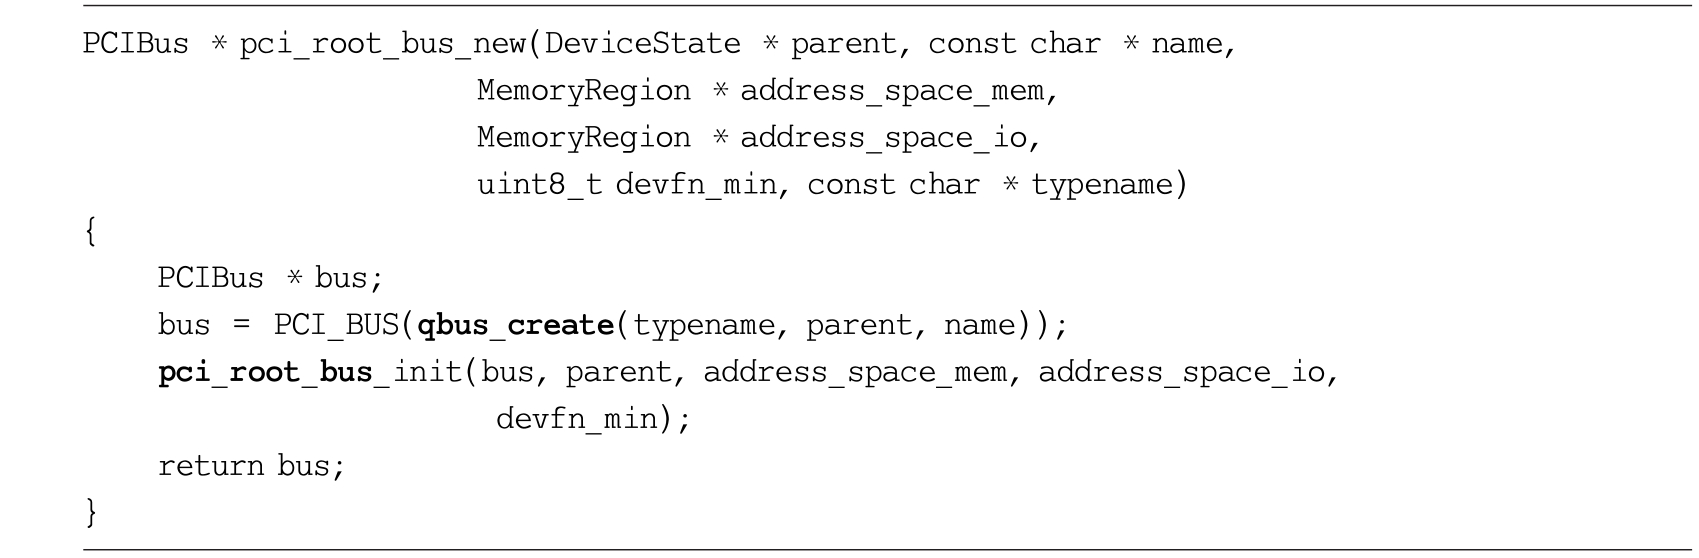 PCIBus * pci_root_bus_new(DeviceState * parent, const char * name,
MemoryRegion * address_space_mem,
MemoryRegion * address_space_io,
uint8_t devfn_min, const char * typename)
{
PCIBus * bus;
bus = PCI_BUS(qbus_create(typename, parent, name));
pci_root_bus_init(bus, parent, address_space_mem, address_space_io,
devfn_min);
return bus;
}